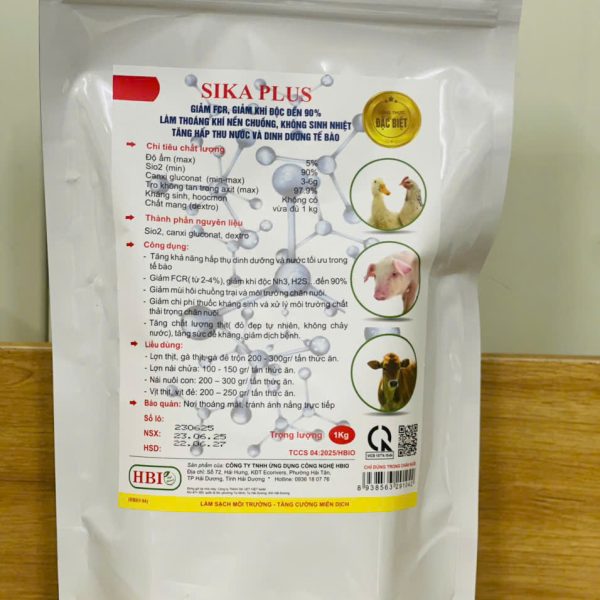 SIKA PLUS
GIẢM FCR, GIẢM KHÍ ĐỘC ĐẾN 90%
LÀM THOÁNG KHÍ NỀN CHUỒNG, KHÔNG SINH NHIỆT
TĂNG HẤP THU NƯỚC VÀ DINH DƯỠNG TẾ BÀO
ĐẶC BIỆT
Chỉ tiêu chất lượng
Độ ẩm (max) 5%
Sio2 (min) 90%
Canxi gluconat (min-max) 3-6g
Tro không tan trong axit (max) 97.9%
Kháng sinh, hoocmon Không có
Chất mang (dextro) vừa đủ 1 kg
Thành phần nguyên liệu
Sio2, canxi gluconat, dextro
Công dụng:
- Tăng khả năng hấp thụ dinh dưỡng và nước tối ưu trong
tế bào
- Giảm FCR( từ 2-4%), giảm khí độc Nh3, H2S,...đến 90%
- Giảm mùi hôi chuồng trại và môi trường chăn nuôi.
- Giảm chi phí thuốc kháng sinh và xử lý môi trường chất
thải trong chăn nuôi.
- Tăng chất lượng thịt( đỏ đẹp tự nhiên, không chảy
nước), tăng sức đề kháng, giảm dịch bệnh.
Liều dùng:
- Lợn thịt, gà thịt, gà đẻ trộn 200 - 300gr/ tấn thức ăn.
- Lợn nái chửa: 100 - 150 gr/ tấn thức ăn.
- Nái nuôi con: 200 – 300 gr/ tấn thức ăn.
- Vịt thịt, vịt đẻ: 200 – 250 gr/ tấn thức ăn.
Bảo quản: Nơi thoáng mát, tránh ánh nắng trực tiếp
Số lô: 230625
NSX: 23.06.25
HSD: 22.06.27
Trọng lượng 1Kg
TCCS 04:2025/HBIO
HBIO
Sản phẩm của: CÔNG TY TNHH ỨNG DỤNG CÔNG NGHỆ HBIO
Địa chỉ: Số 72, Hải Hưng, KĐT Ecorivers, Phường Hải Tân,
TP Hải Dương, Tỉnh Hải Dương * Hotline: 0936 18 07 76
CHỈ DÙNG TRONG CHĂN NUÔI
LÀM SẠCH MÔI TRƯỜNG - TĂNG CƯỜNG MIỄN DỊCH